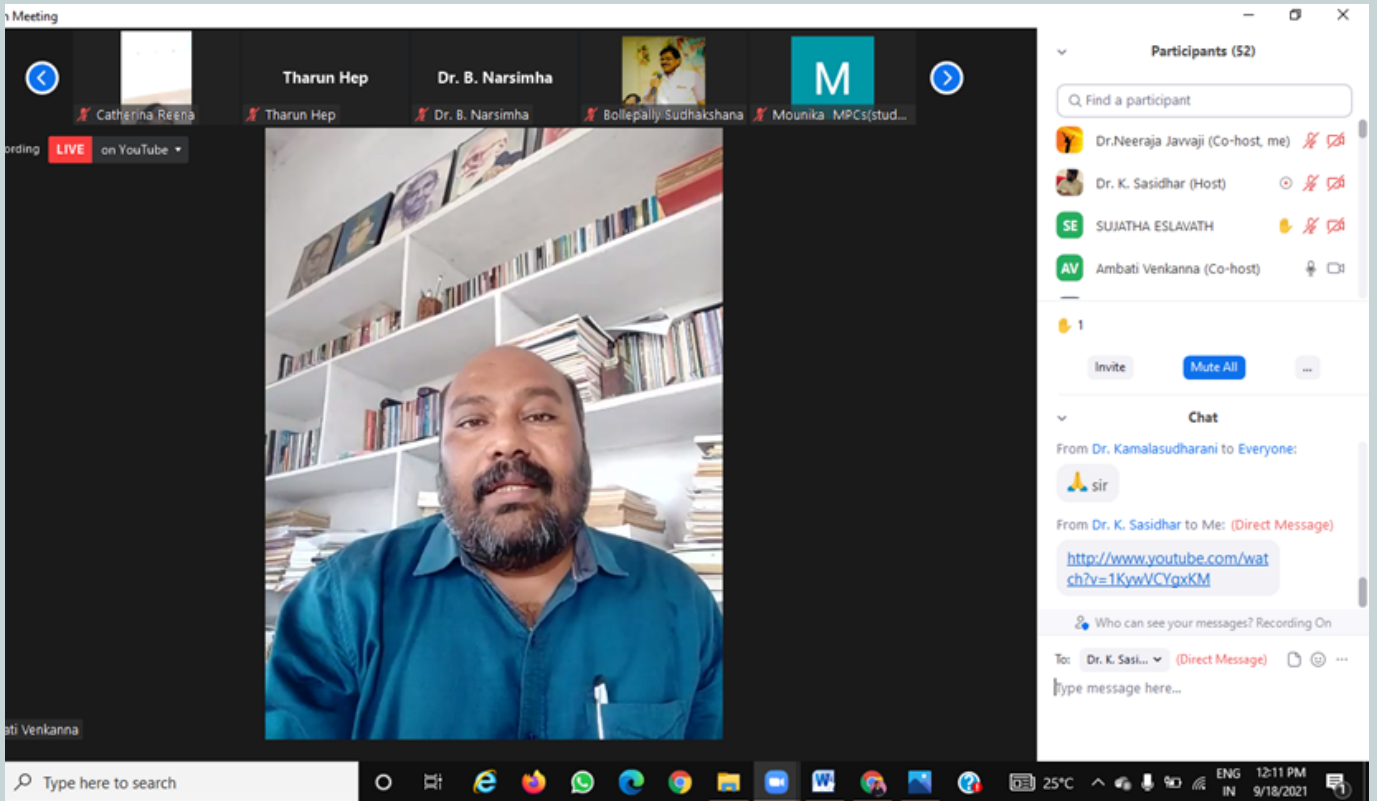 n Meeting
Tharun Hep
Dr. B. Narsimha
M
Catherina Reena
Tharun Hep
Dr. B. Narsimha
Bollepally Sudhakshana
Mounika MPCs(stud...
ording LIVE on YouTube
ati Venkanna
Participants (52)
Find a participant
Dr.Neeraja Javvaji (Co-host, me)
Dr. K. Sasidhar (Host)
SE SUJATHA ESLAVATH
AV Ambati Venkanna (Co-host)
1
Invite
Mute All
...
Chat
From Dr. Kamalasudharani to Everyone:
🙏 sir
From Dr. K. Sasidhar to Me: (Direct Message)
http://www.youtube.com/wat
ch?v=1KywVCYgxKM
Who can see your messages? Recording On
To: Dr. K. Sasi... (Direct Message)
Type message here...
Type here to search
25°C
ENG
IN
12:11 PM
9/18/2021
1